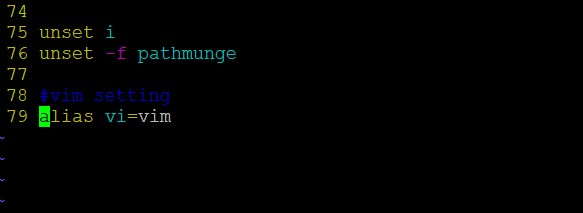 74
75 unset i
76 unset -f pathmunge
77
78 #vim setting
79 alias vi=vim
~
~
~
~